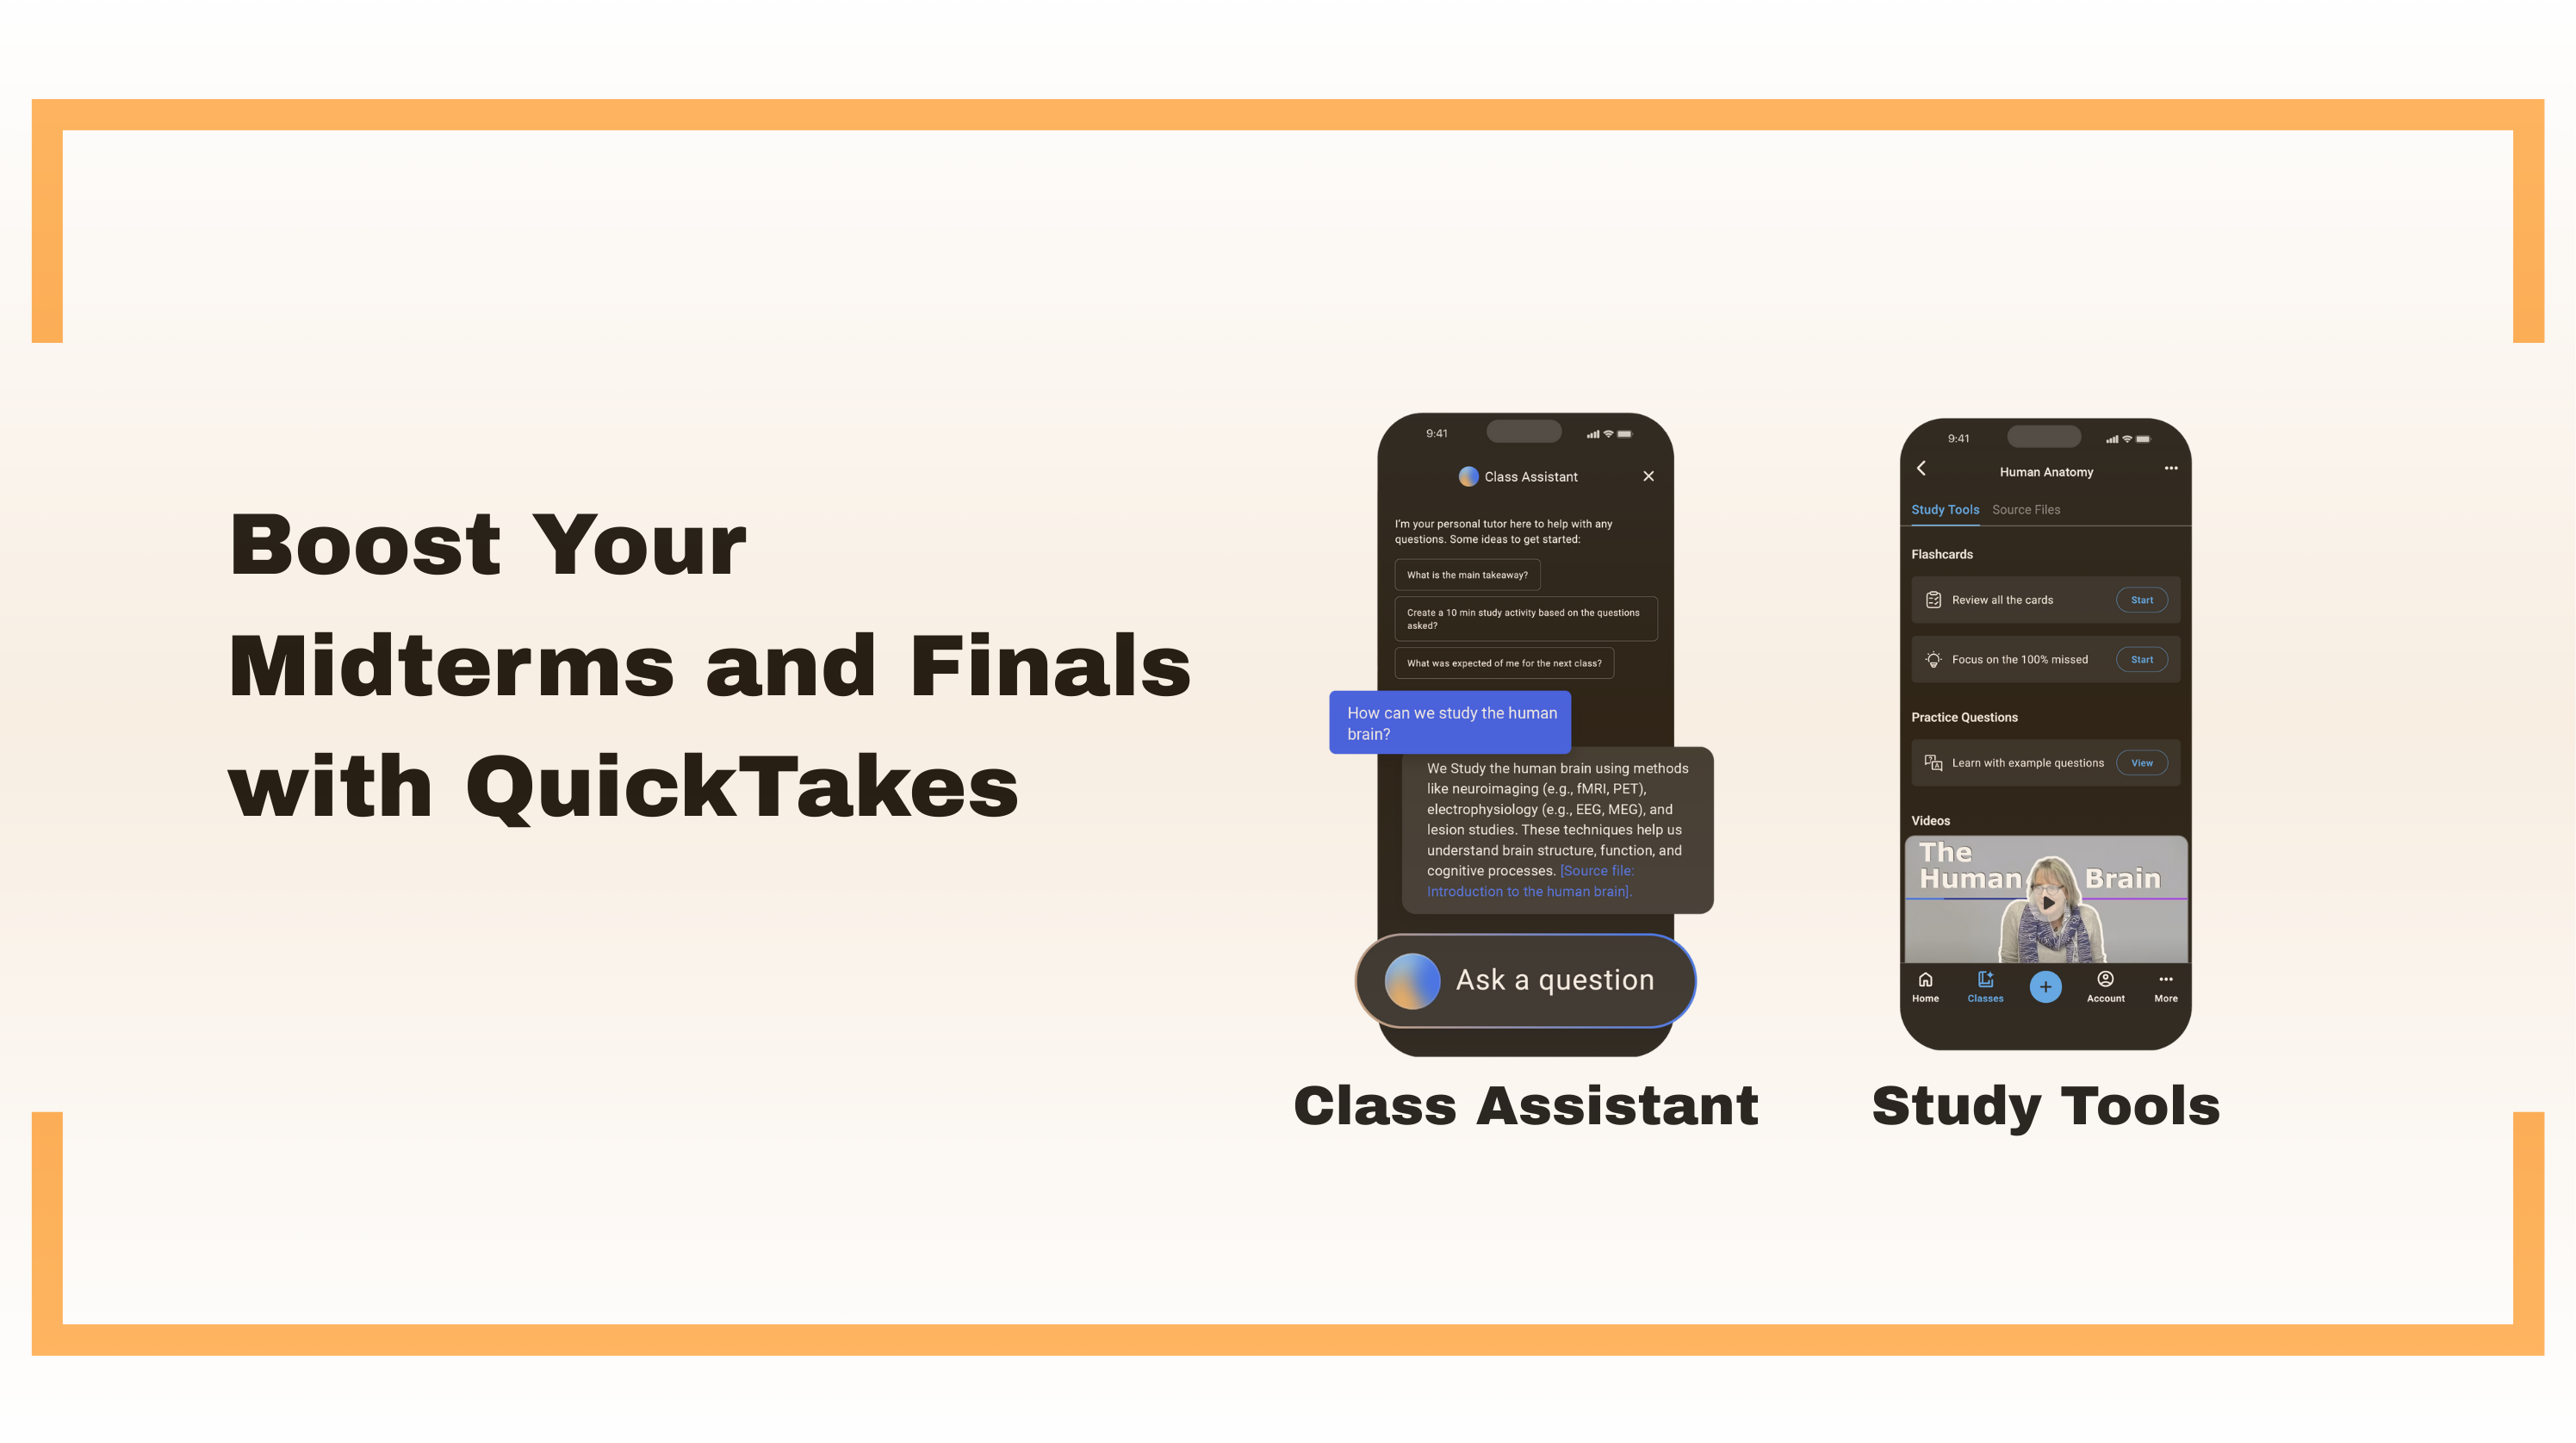 Boost Your
Midterms and Finals
with QuickTakes
9:41
Class Assistant
I'm your personal tutor here to help with any
questions. Some ideas to get started:
What is the main takeaway?
Create a 10 min study activity based on the questions
asked?
What was expected of me for the next class?
How can we study the human
brain?
We Study the human brain using methods
like neuroimaging (e.g., fMRI, PET),
electrophysiology (e.g., EEG, MEG), and
lesion studies. These techniques help us
understand brain structure, function, and
cognitive processes. [Source file:
Introduction to the human brain].
Ask a question
Class Assistant
9:41
Human Anatomy
Study Tools Source Files
Flashcards
Review all the cards Start
Focus on the 100% missed Start
Practice Questions
Learn with example questions View
Videos
The
Human Brain
Home Classes Account More
Study Tools